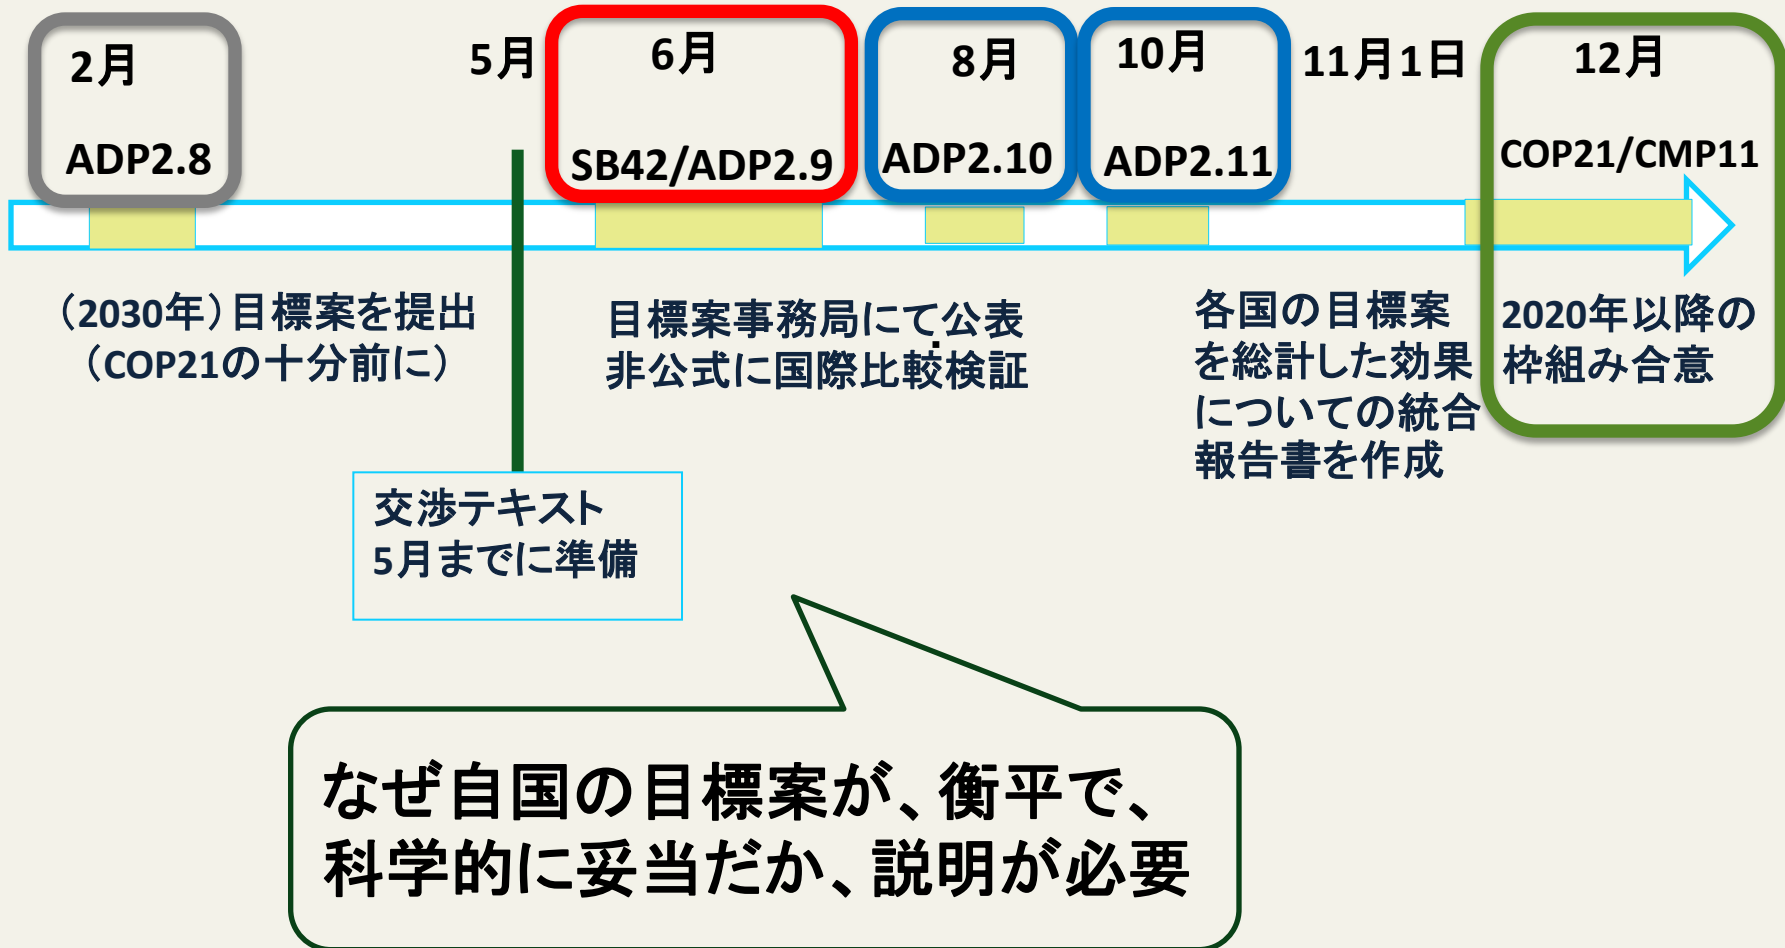 2月
5月
6月
8月
10月
11月1日
12月
ADP2.8
SB42/ADP2.9
ADP2.10
ADP2.11
COP21/CMP11
（2030年）目標案を提出
（COP21の十分前に）
目標案事務局にて公表
非公式に国際比較検証
各国の目標案
を総計した効果
についての統合
報告書を作成
2020年以降の
枠組み合意
交渉テキスト
5月までに準備
なぜ自国の目標案が、衡平で、
科学的に妥当だか、説明が必要